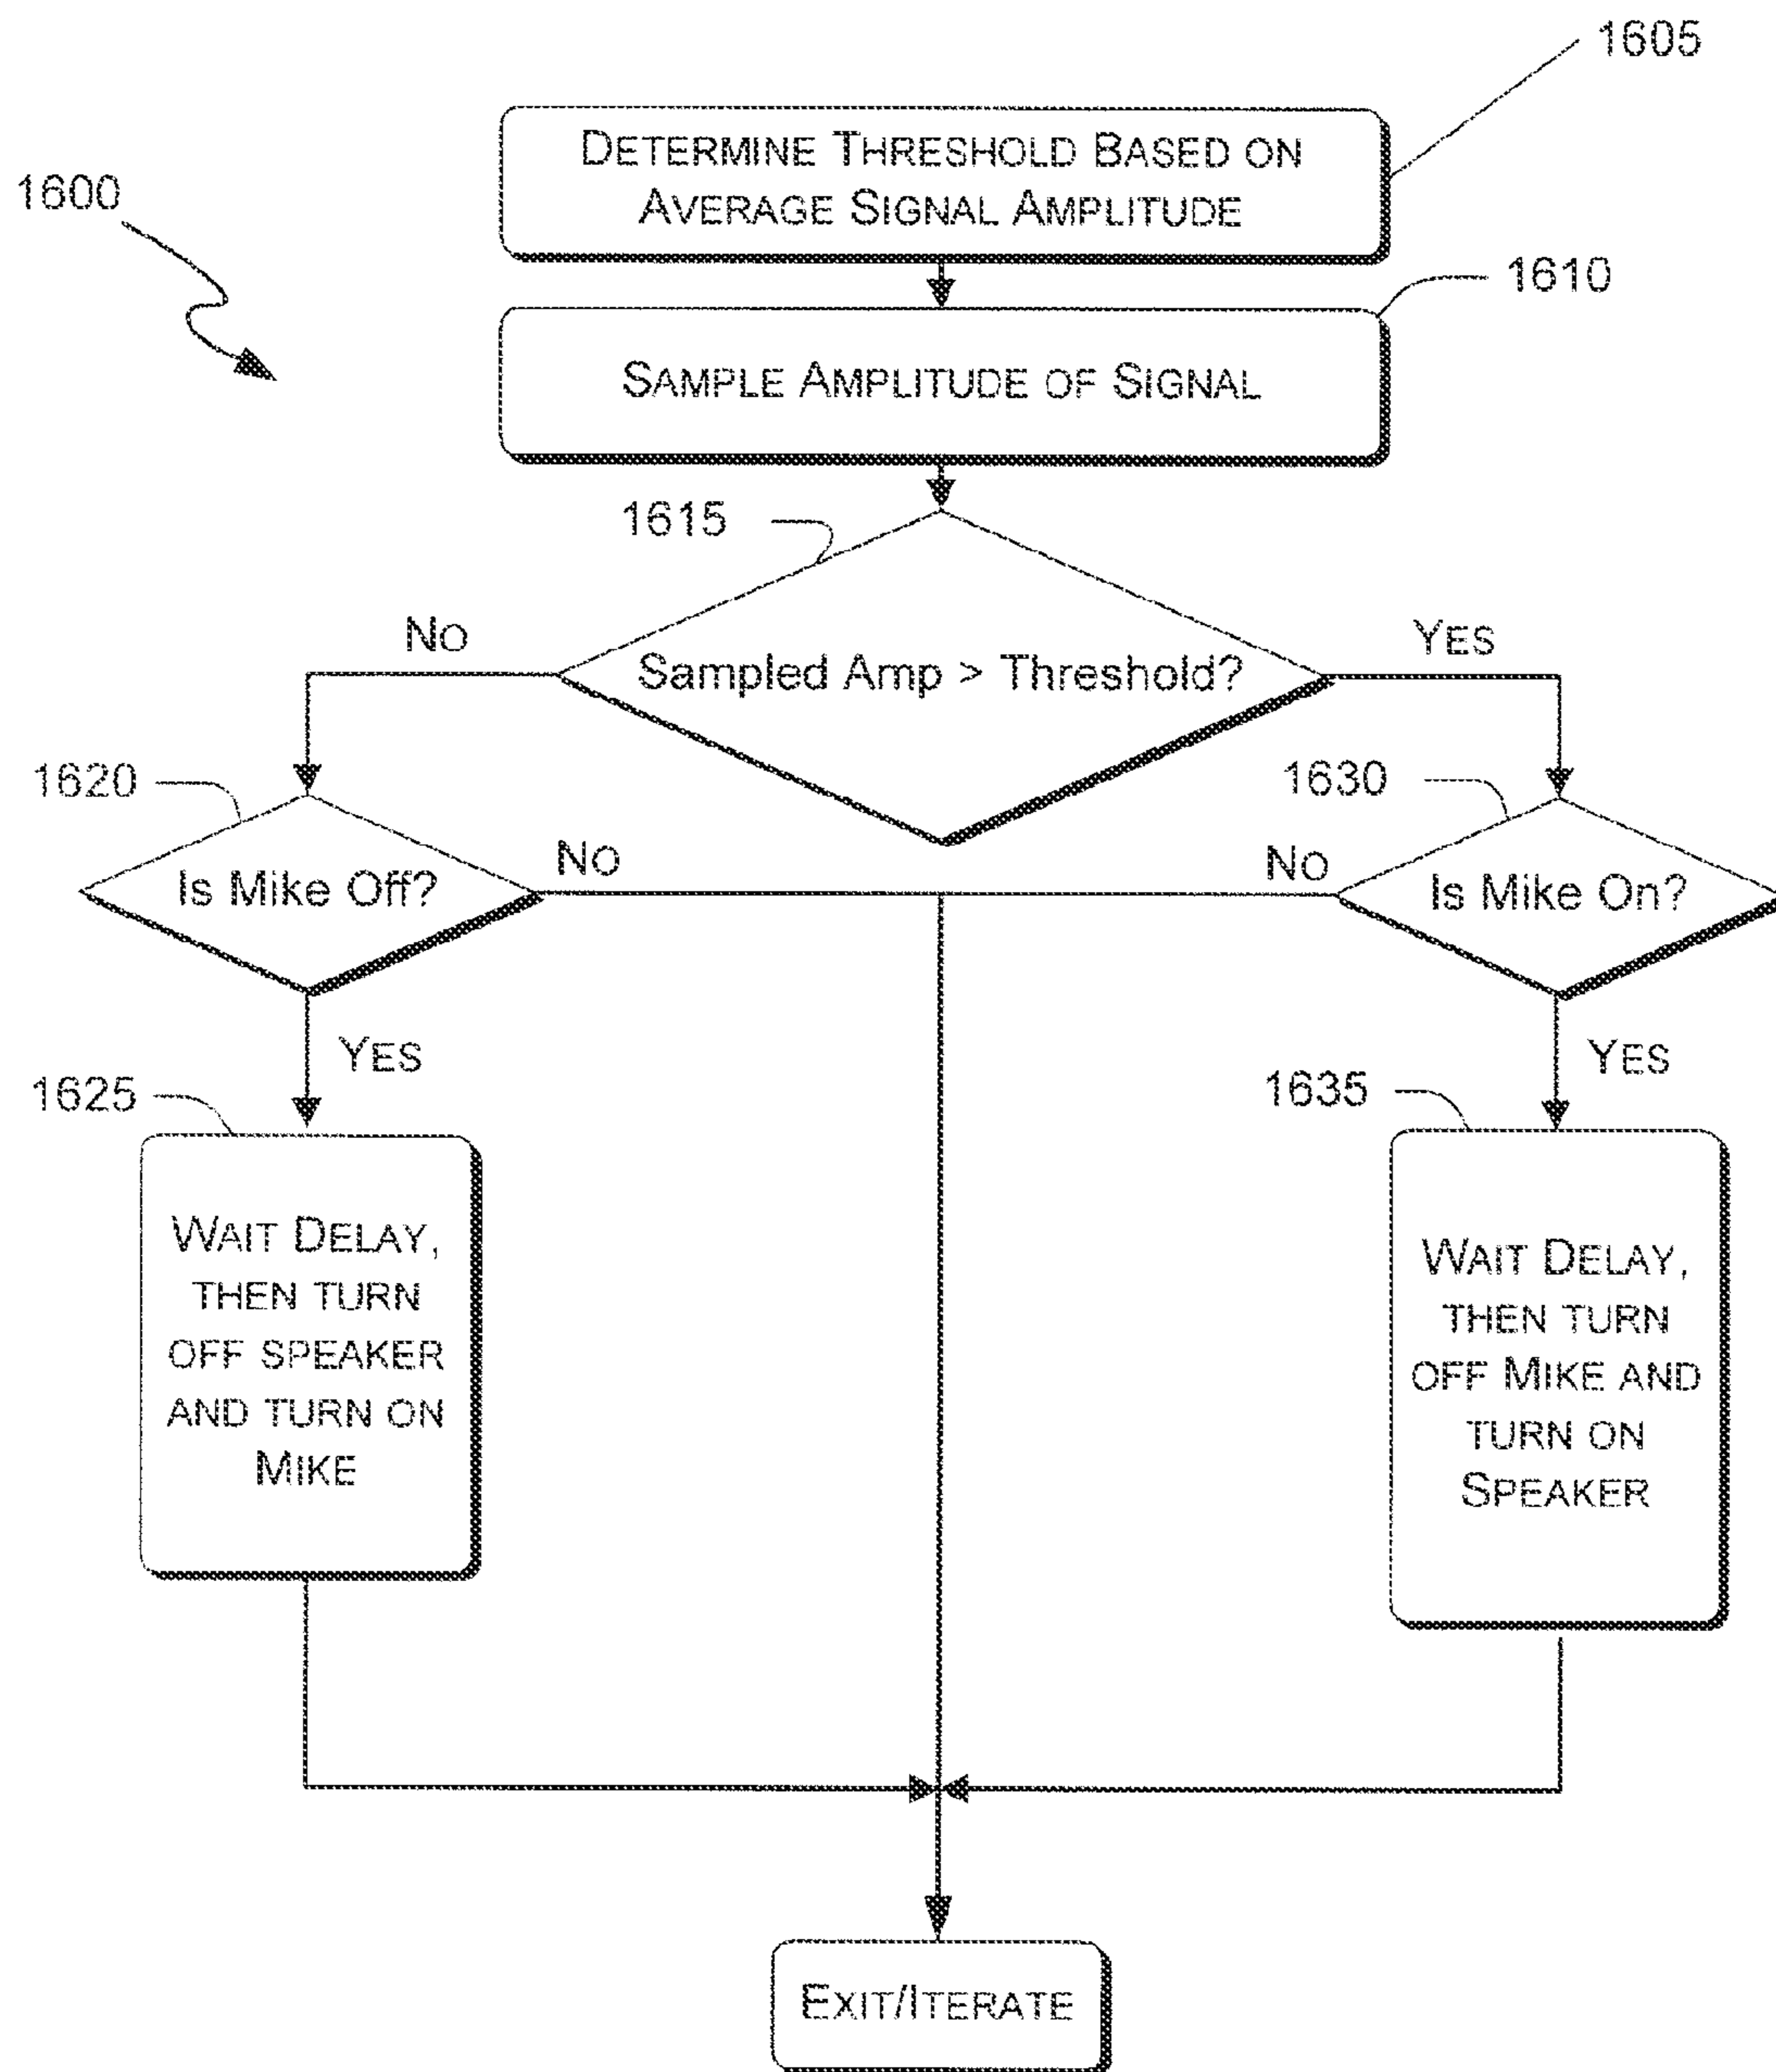 1605
DETERMINE THRESHOLD BASED ON
AVERAGE SIGNAL AMPLITUDE
1600
1610
SAMPLE AMPLITUDE OF SIGNAL
1615
NO
YES
Sampled Amp > Threshold?
1620
1630
NO
NO
Is Mike Off?
Is Mike On?
YES
YES
1625
1635
WAIT DELAY,
THEN TURN
OFF SPEAKER
AND TURN ON
MIKE
WAIT DELAY,
THEN TURN
OFF MIKE AND
TURN ON
SPEAKER
EXIT/ITERATE